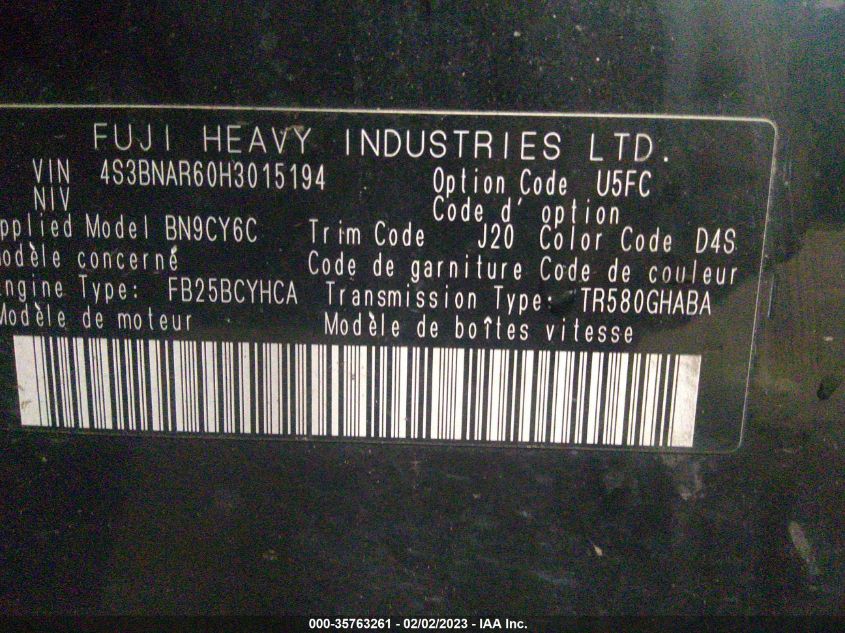 FUJI HEAVY INDUSTRIES LTD.
VIN 4S3BNAR60H3015194 Option Code U5FC
NIV Code d' option
pplied Model BN9CY6C Trim Code J20 Color Code D4S
odèle concerné Code de garniture Code de couleur
ngine Type: FB25BCYHCA Transmission Type: TR580GHABA
Modèle de moteur Modèle de boîtes vitesse
000-35763261 - 02/02/2023 - IAA Inc.